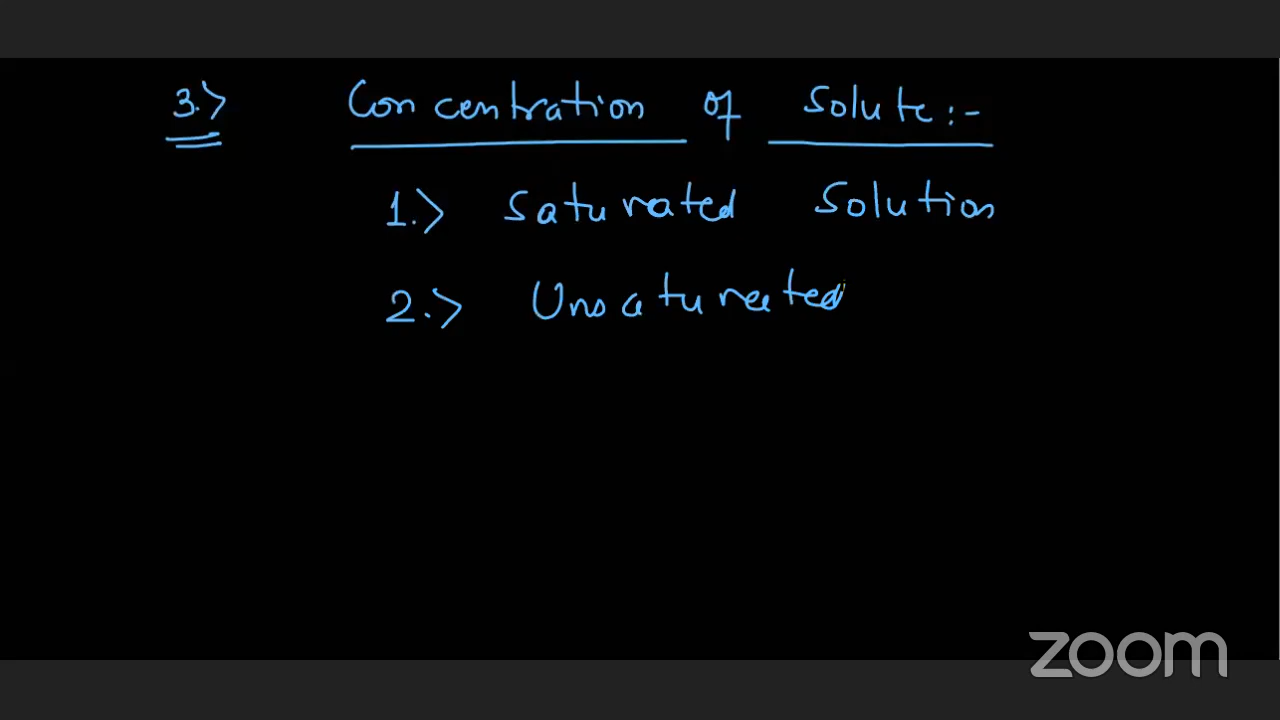 3.> Concentration of Solute:-
1.> Saturated Solution
2.> Unsaturated
zoom